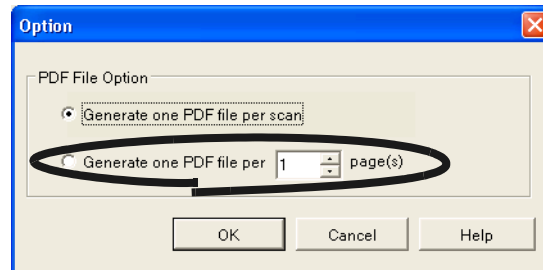 Option
PDF File Option
Generate one PDF file per scan
Generate one PDF file per 1 page(s)
OK Cancel Help